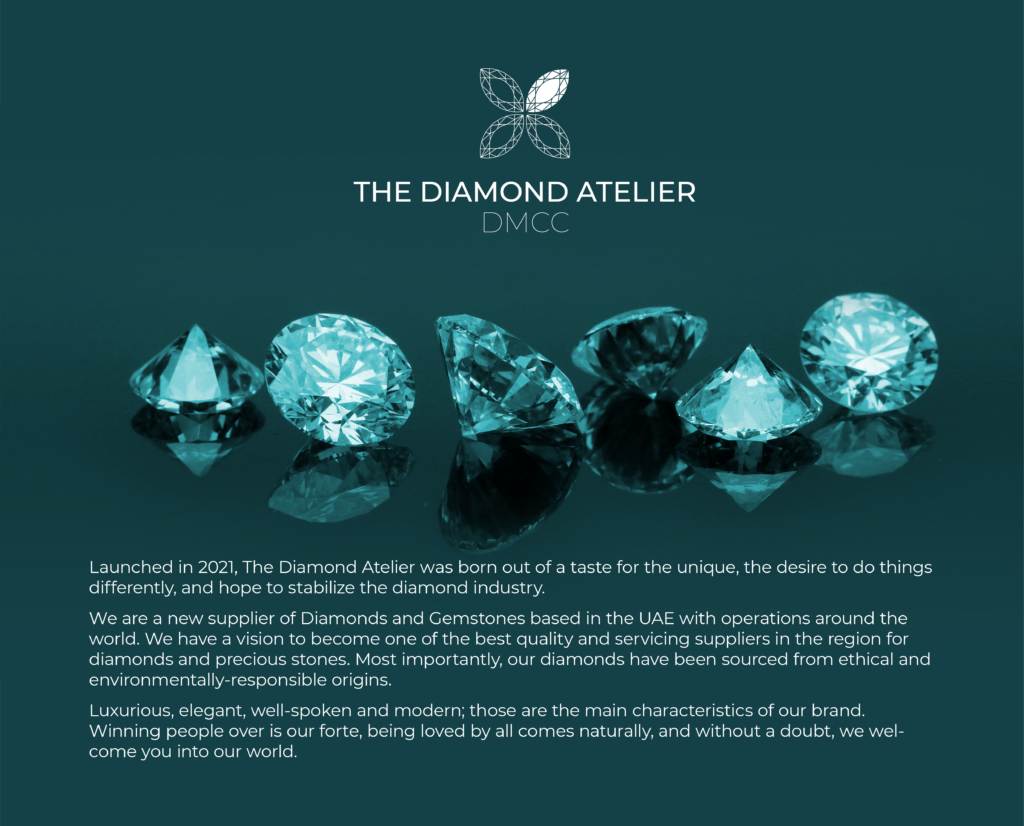 THE DIAMOND ATELIER
DMCC
Launched in 2021, The Diamond Atelier was born out of a taste for the unique, the desire to do things
differently, and hope to stabilize the diamond industry.
We are a new supplier of Diamonds and Gemstones based in the UAE with operations around the
world. We have a vision to become one of the best quality and servicing suppliers in the region for
diamonds and precious stones. Most importantly, our diamonds have been sourced from ethical and
environmentally-responsible origins.
Luxurious, elegant, well-spoken and modern; those are the main characteristics of our brand.
Winning people over is our forte, being loved by all comes naturally, and without a doubt, we wel-
come you into our world.